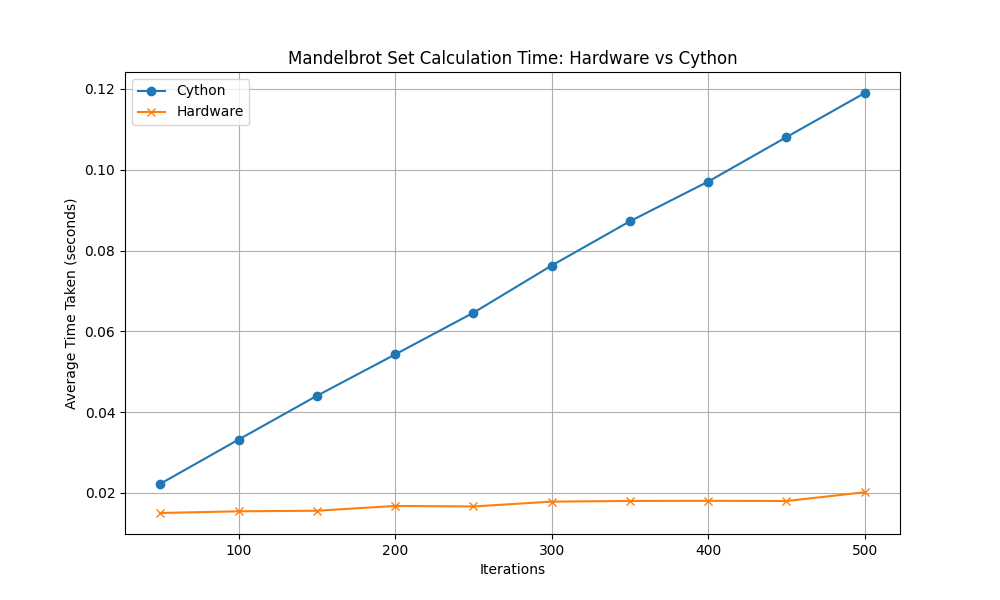 Mandelbrot Set Calculation Time: Hardware vs Cython
Cython
Hardware
Average Time Taken (seconds)
0.12
0.10
0.08
0.06
0.04
0.02
100
200
300
400
500
Iterations